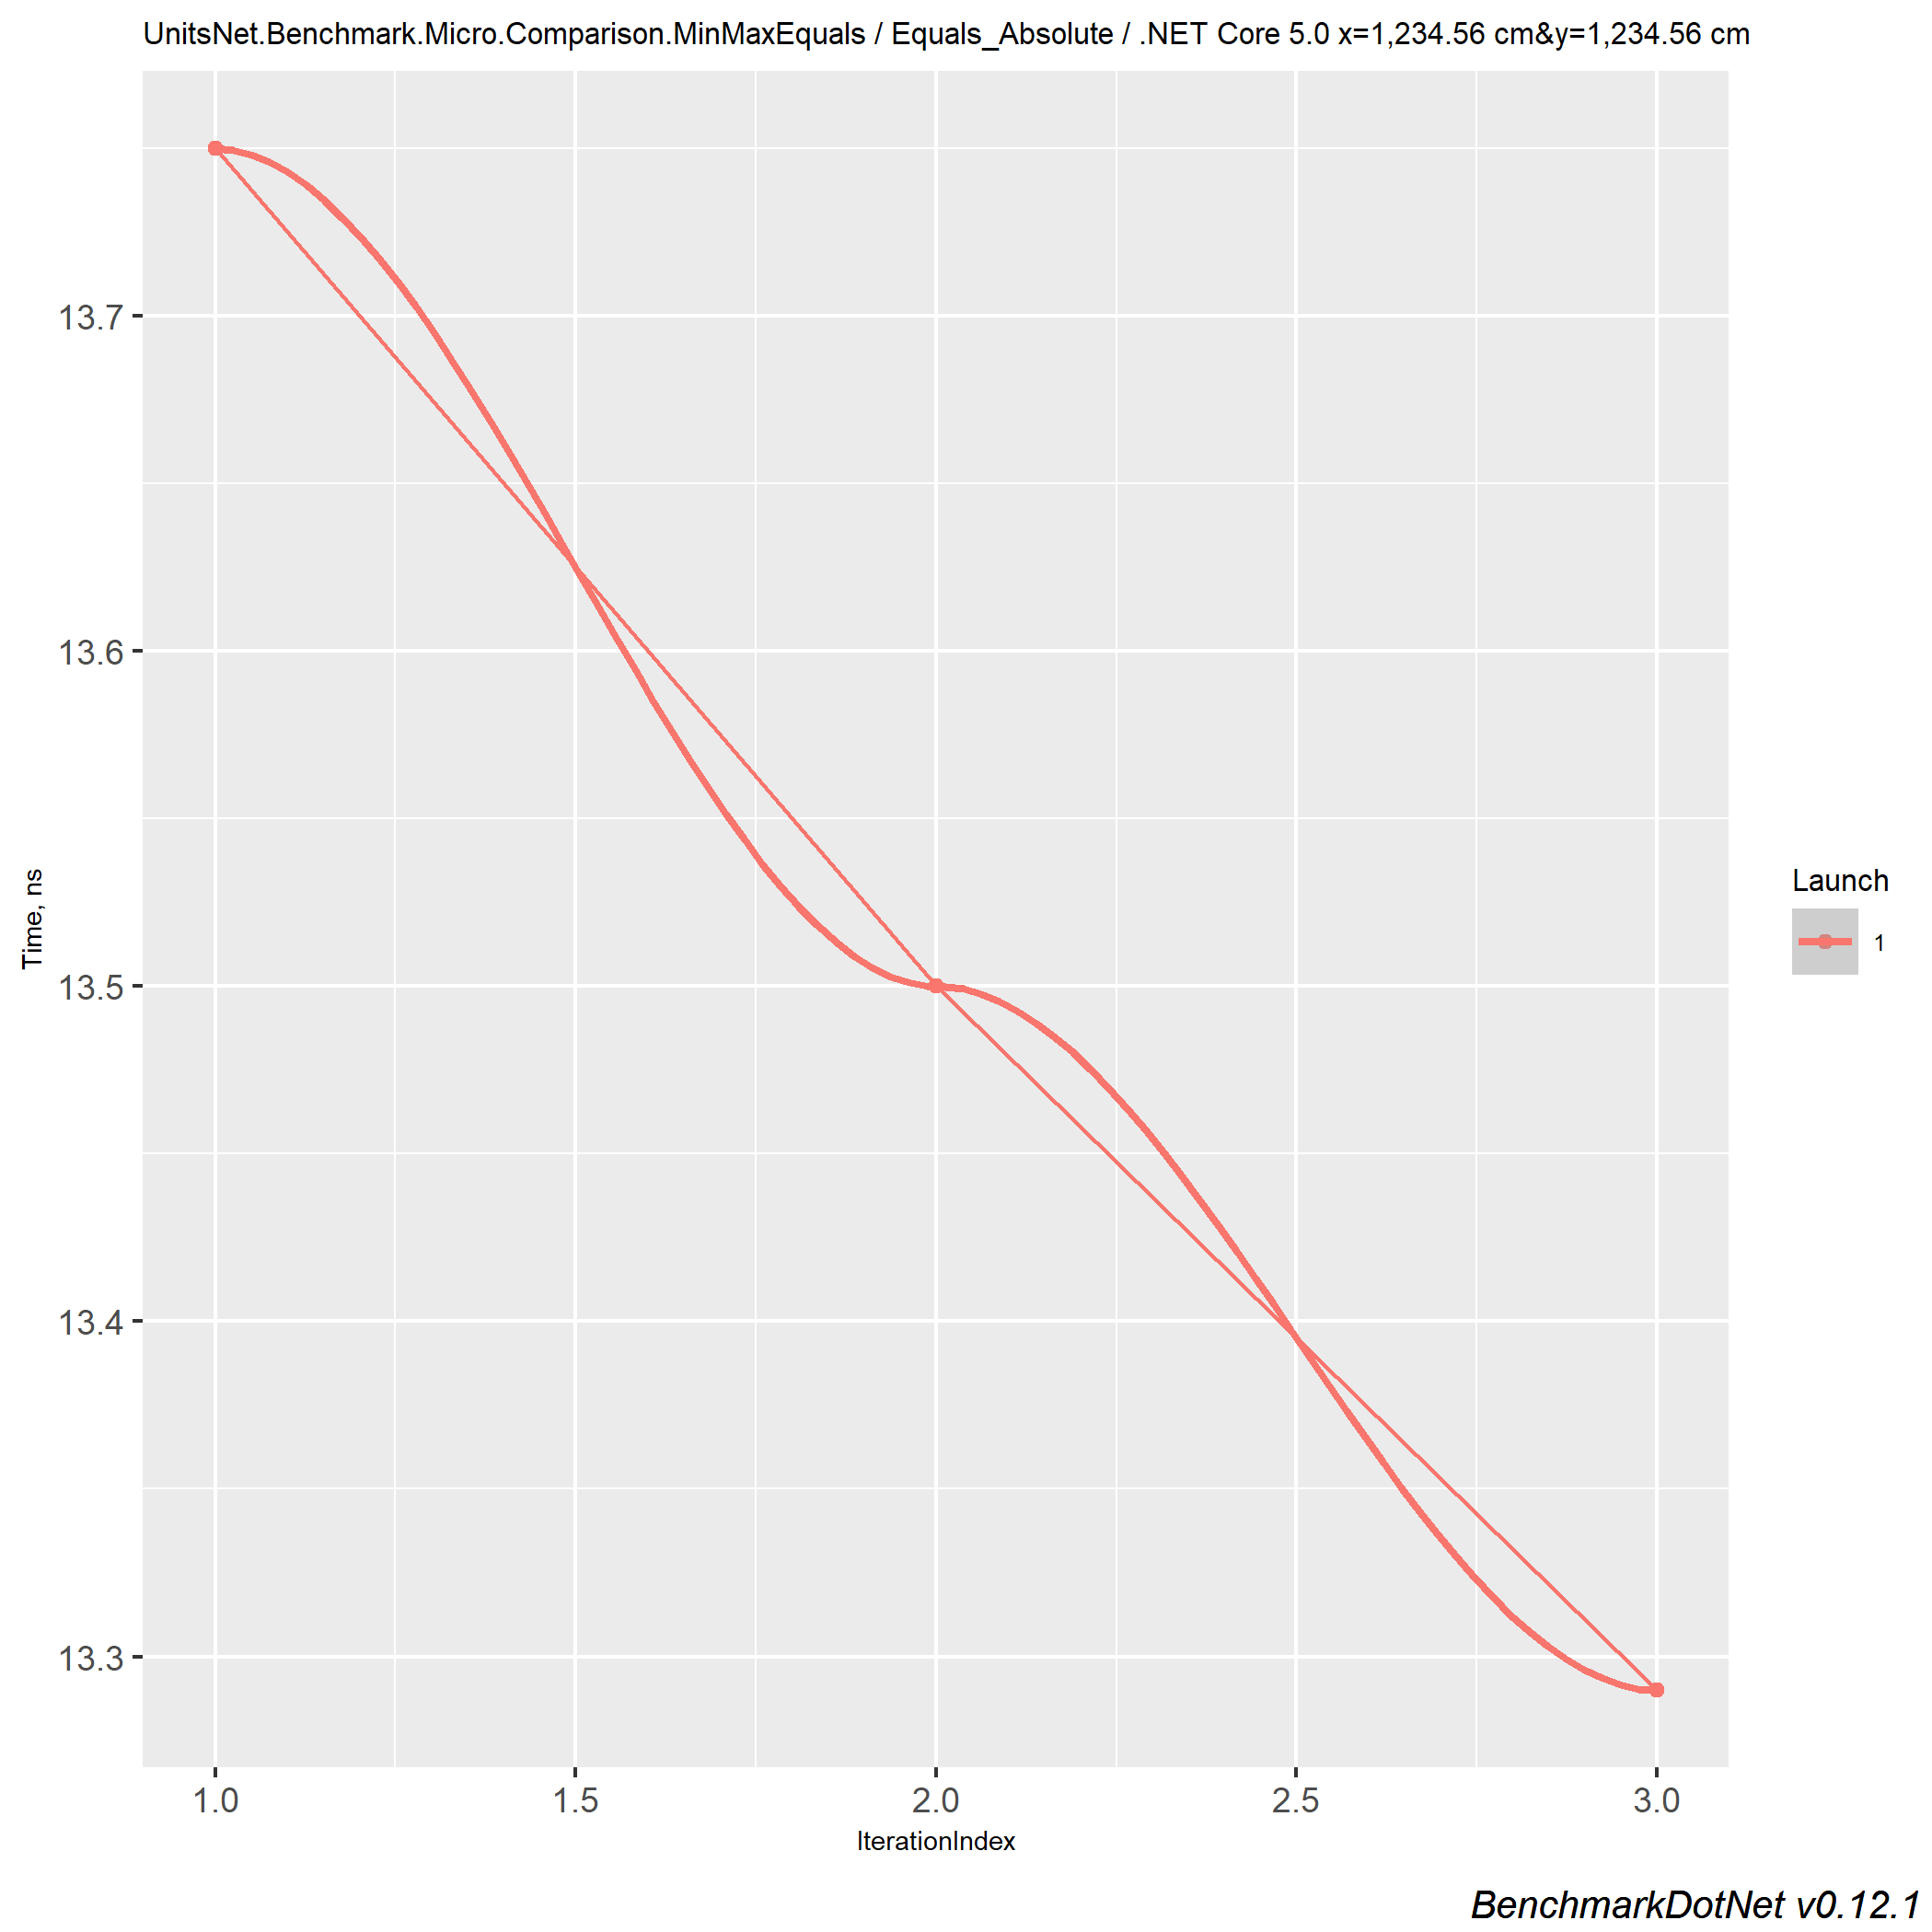 UnitsNet.Benchmark.Micro.Comparison.MinMaxEquals / Equals_Absolute / .NET Core 5.0 x=1,234.56 cm&y=1,234.56 cm
13.7
13.6
13.5
13.4
13.3
Time, ns
1.0 1.5 2.0 2.5 3.0
IterationIndex
Launch
1
BenchmarkDotNet v0.12.1